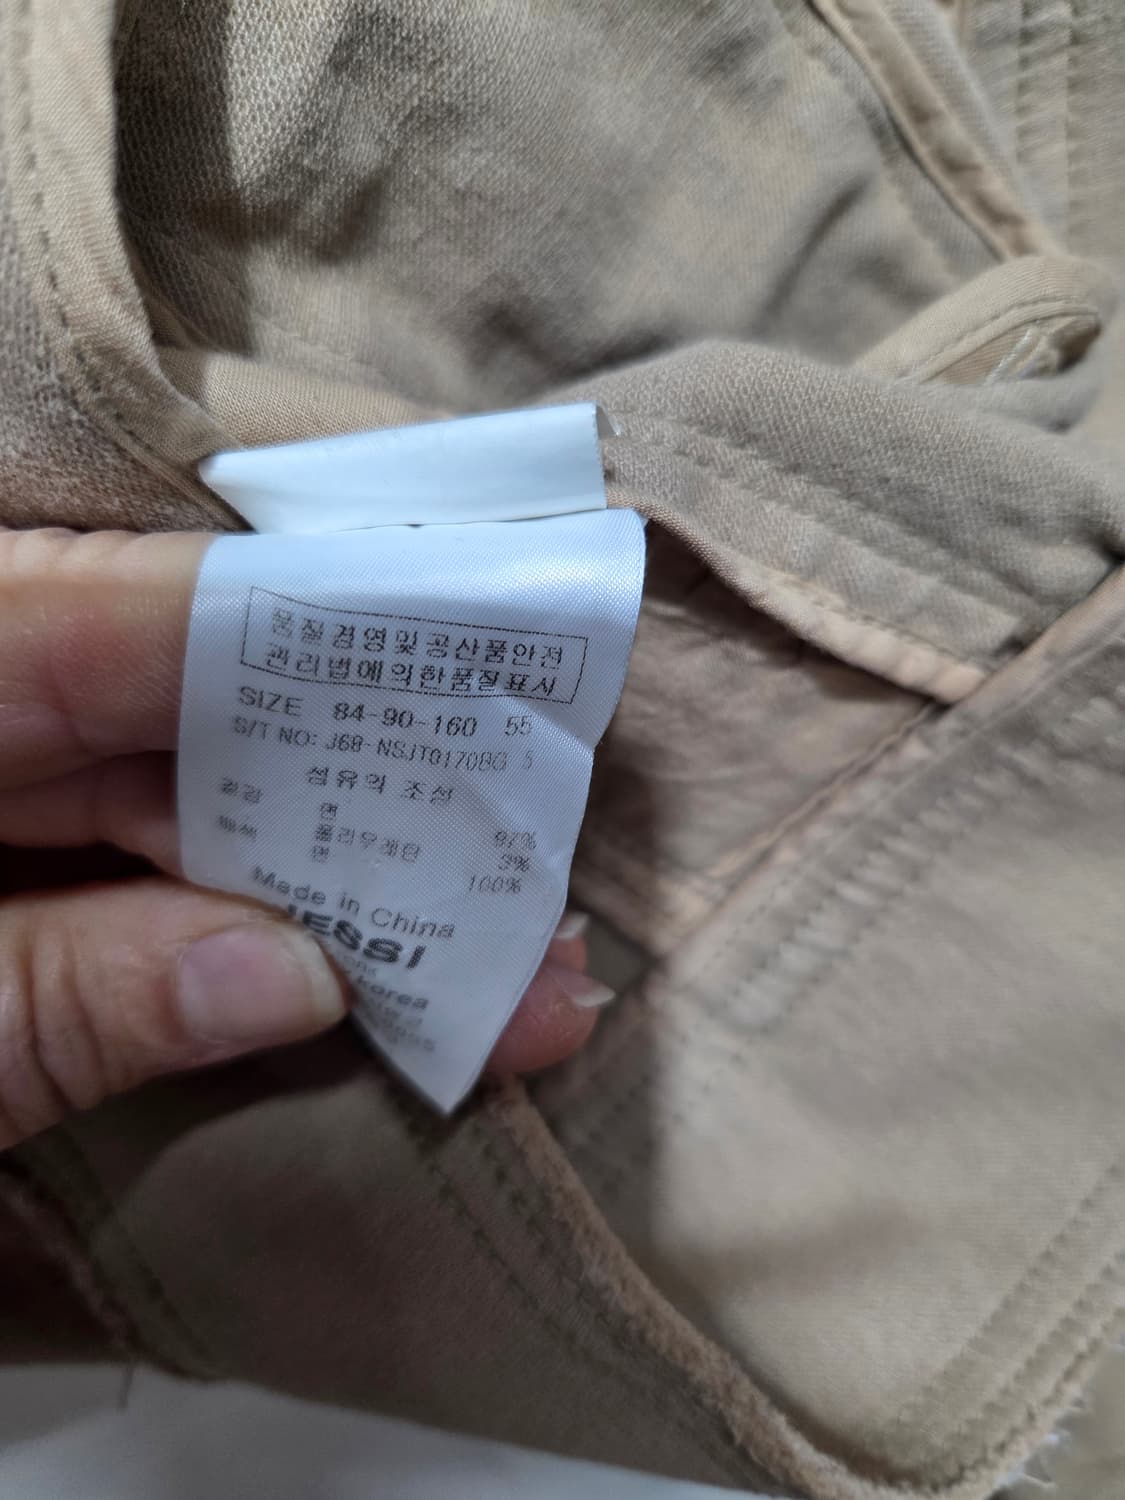 품질경영및공산품안전
관리법에의한품질표시
SIZE 84-90-160 55
S/T NO: J68-NSJT0170BG 5
섬유의 조성
겉감 면 97%
폴리우레탄 3%
배색 면 100%
Made in China
JESSI
Korea